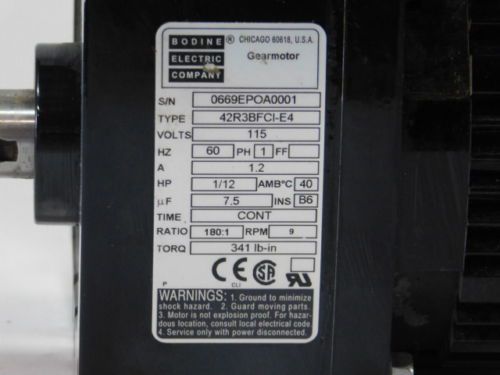 BODINE ® CHICAGO 60618, U.S.A.
ELECTRIC Gearmotor
COMPANY
S/N 0669EPOA0001
TYPE 42R3BFCI-E4
VOLTS 115
HZ 60 PH 1 FF
A 1.2
HP 1/12 AMB°C 40
µF 7.5 INS B6
TIME CONT
RATIO 180:1 RPM 9
TORQ 341 lb-in
CE SA ® RU
P CLI
WARNINGS: 1. Ground to minimize
shock hazard. 2. Guard moving parts.
3. Motor is not explosion proof. For hazar-
dous location, consult local electrical code.
4. Service only with power disconnected.